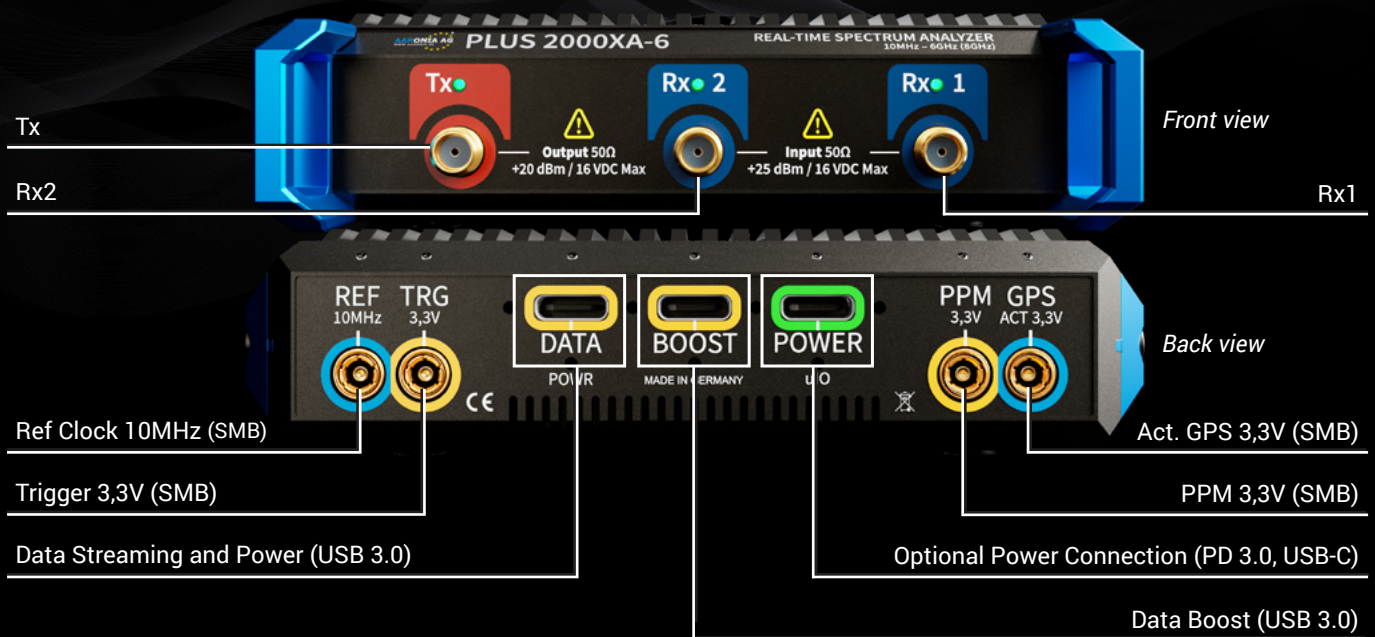 AARONIA AG
PLUS 2000XA-6
REAL-TIME SPECTRUM ANALYZER
10MHz – 6GHz (8GHz)
Tx
Rx 2
Rx 1
Output 50Ω
+20 dBm / 16 VDC Max
Input 50Ω
+25 dBm / 16 VDC Max
Front view
Tx
Rx2
Rx1
REF
10MHz
TRG
3,3V
DATA
BOOST
POWER
PPM
3,3V
GPS
ACT 3,3V
POWR
MADE IN GERMANY
CE
Back view
Ref Clock 10MHz (SMB)
Act. GPS 3,3V (SMB)
Trigger 3,3V (SMB)
PPM 3,3V (SMB)
Data Streaming and Power (USB 3.0)
Optional Power Connection (PD 3.0, USB-C)
Data Boost (USB 3.0)